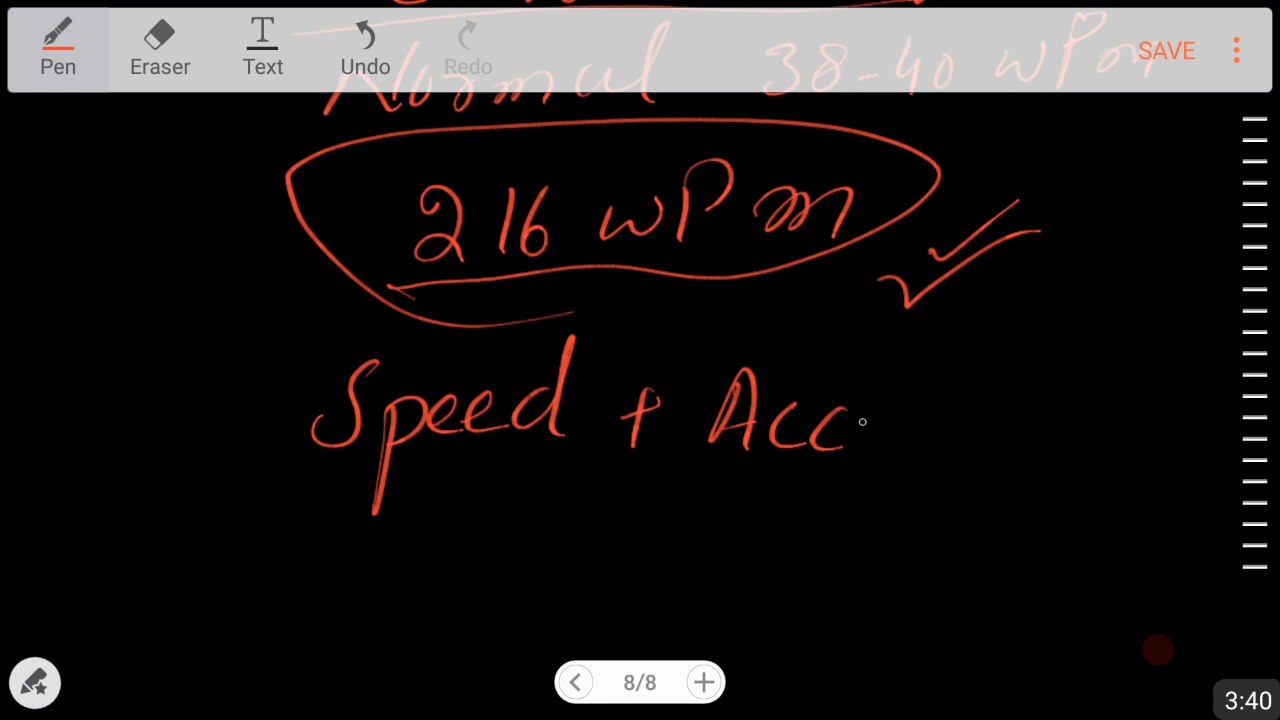 Pen Eraser Text Undo Redo SAVE
Normal 38-40 wPm
216 wPm
Speed + Acc
8/8
3:40